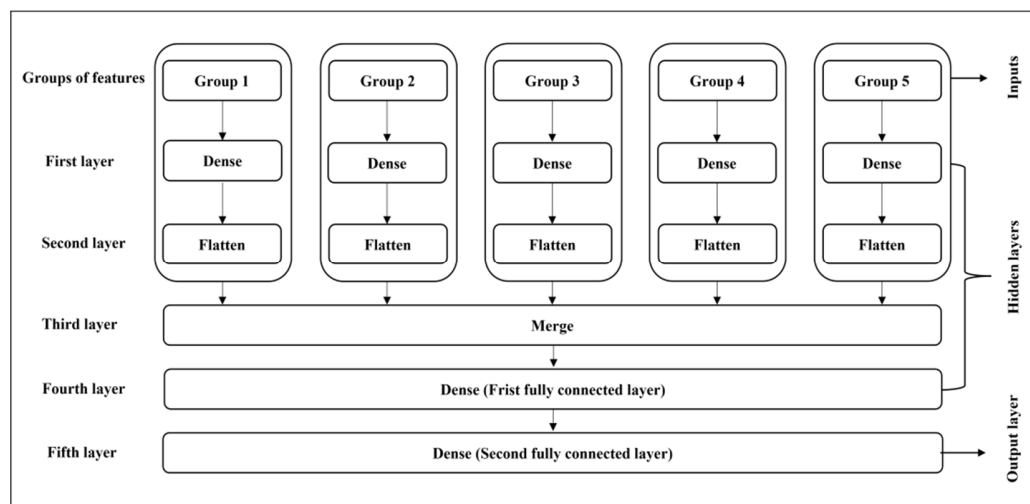 Groups of features
Group 1
Group 2
Group 3
Group 4
Group 5
Inputs
First layer
Dense
Dense
Dense
Dense
Dense
Second layer
Flatten
Flatten
Flatten
Flatten
Flatten
Hidden layers
Third layer
Merge
Fourth layer
Dense (Frist fully connected layer)
Fifth layer
Dense (Second fully connected layer)
Output layer